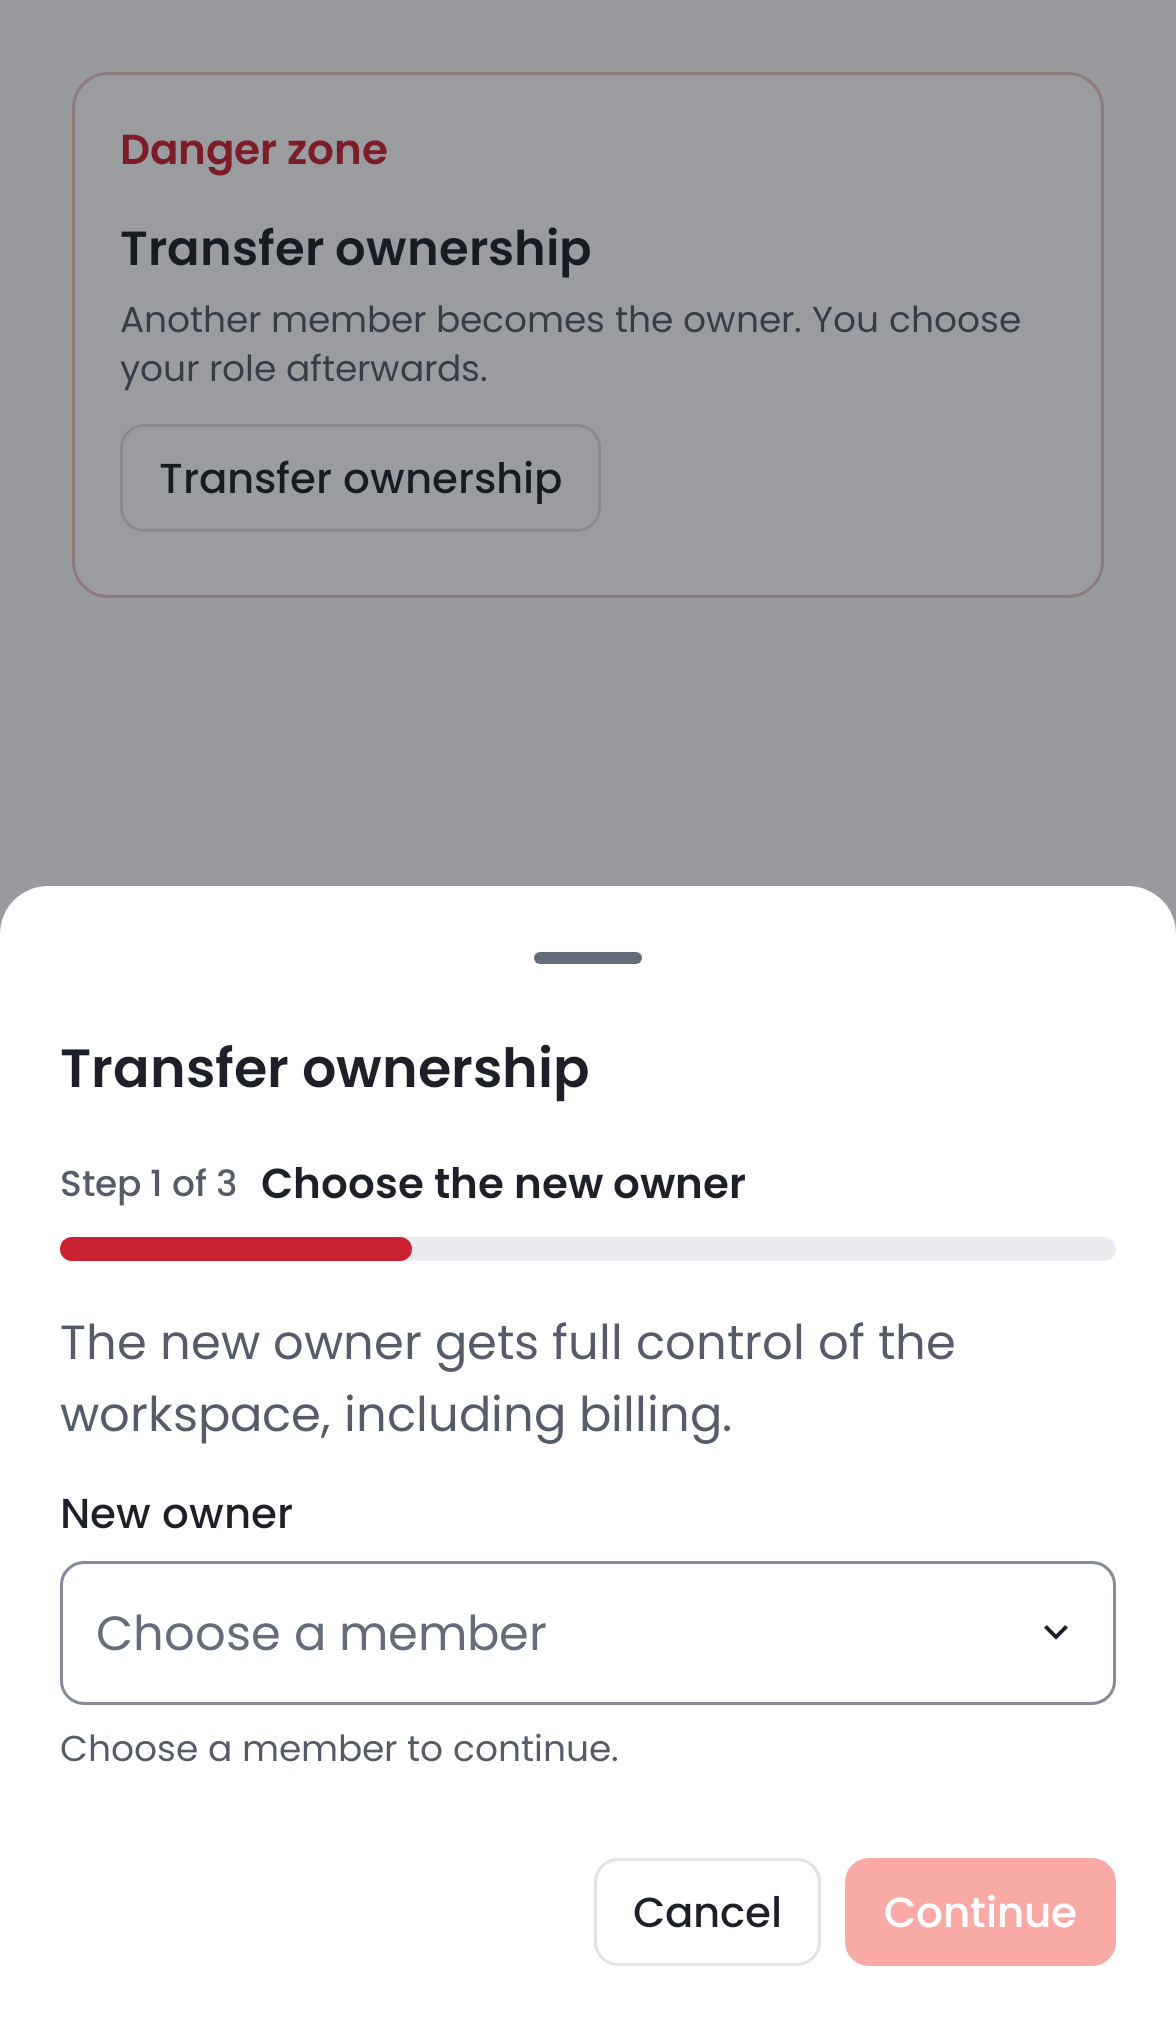 Danger zone
Transfer ownership
Another member becomes the owner. You choose
your role afterwards.
Transfer ownership
Transfer ownership
Step 1 of 3 Choose the new owner
The new owner gets full control of the
workspace, including billing.
New owner
Choose a member
Choose a member to continue.
Cancel Continue